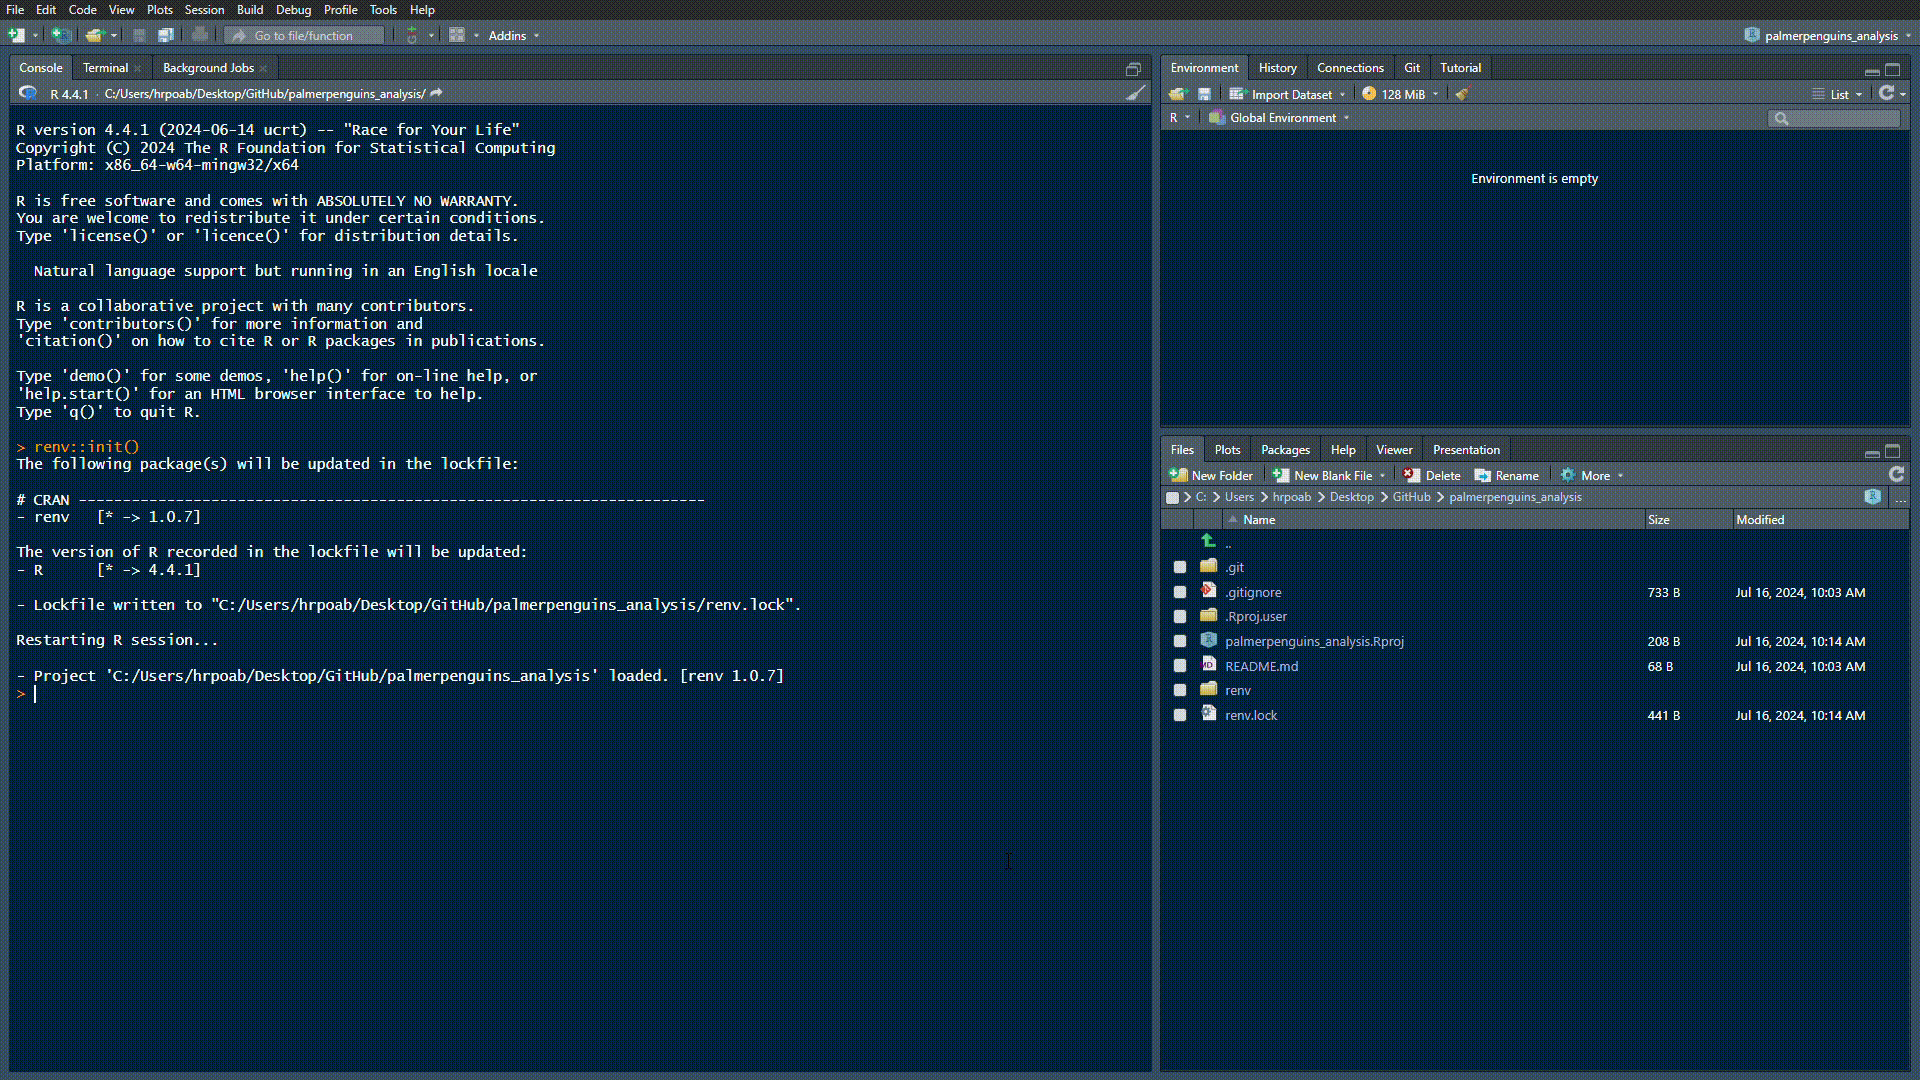 File Edit Code View Plots Session Build Debug Profile Tools Help
Go to file/function Addins palmerpenguins_analysis
Console Terminal Background Jobs
R 4.4.1 · C:/Users/hrpoab/Desktop/GitHub/palmerpenguins_analysis/
R version 4.4.1 (2024-06-14 ucrt) -- "Race for Your Life"
Copyright (C) 2024 The R Foundation for Statistical Computing
Platform: x86_64-w64-mingw32/x64
R is free software and comes with ABSOLUTELY NO WARRANTY.
You are welcome to redistribute it under certain conditions.
Type 'license()' or 'licence()' for distribution details.
Natural language support but running in an English locale
R is a collaborative project with many contributors.
Type 'contributors()' for more information and
'citation()' on how to cite R or R packages in publications.
Type 'demo()' for some demos, 'help()' for on-line help, or
'help.start()' for an HTML browser interface to help.
Type 'q()' to quit R.
> renv::init()
The following package(s) will be updated in the lockfile:
# CRAN -----------------------------------------------------------------------
- renv [* -> 1.0.7]
The version of R recorded in the lockfile will be updated:
- R [* -> 4.4.1]
- Lockfile written to "C:/Users/hrpoab/Desktop/GitHub/palmerpenguins_analysis/renv.lock".
Restarting R session...
- Project 'C:/Users/hrpoab/Desktop/GitHub/palmerpenguins_analysis' loaded. [renv 1.0.7]
>
Environment History Connections Git Tutorial
Import Dataset 128 MiB List
R Global Environment
Environment is empty
Files Plots Packages Help Viewer Presentation
New Folder New Blank File Delete Rename More
C: Users hrpoab Desktop GitHub palmerpenguins_analysis ...
Name Size Modified
..
.git
.gitignore 733 B Jul 16, 2024, 10:03 AM
.Rproj.user
palmerpenguins_analysis.Rproj 208 B Jul 16, 2024, 10:14 AM
README.md 68 B Jul 16, 2024, 10:03 AM
renv
renv.lock 441 B Jul 16, 2024, 10:14 AM